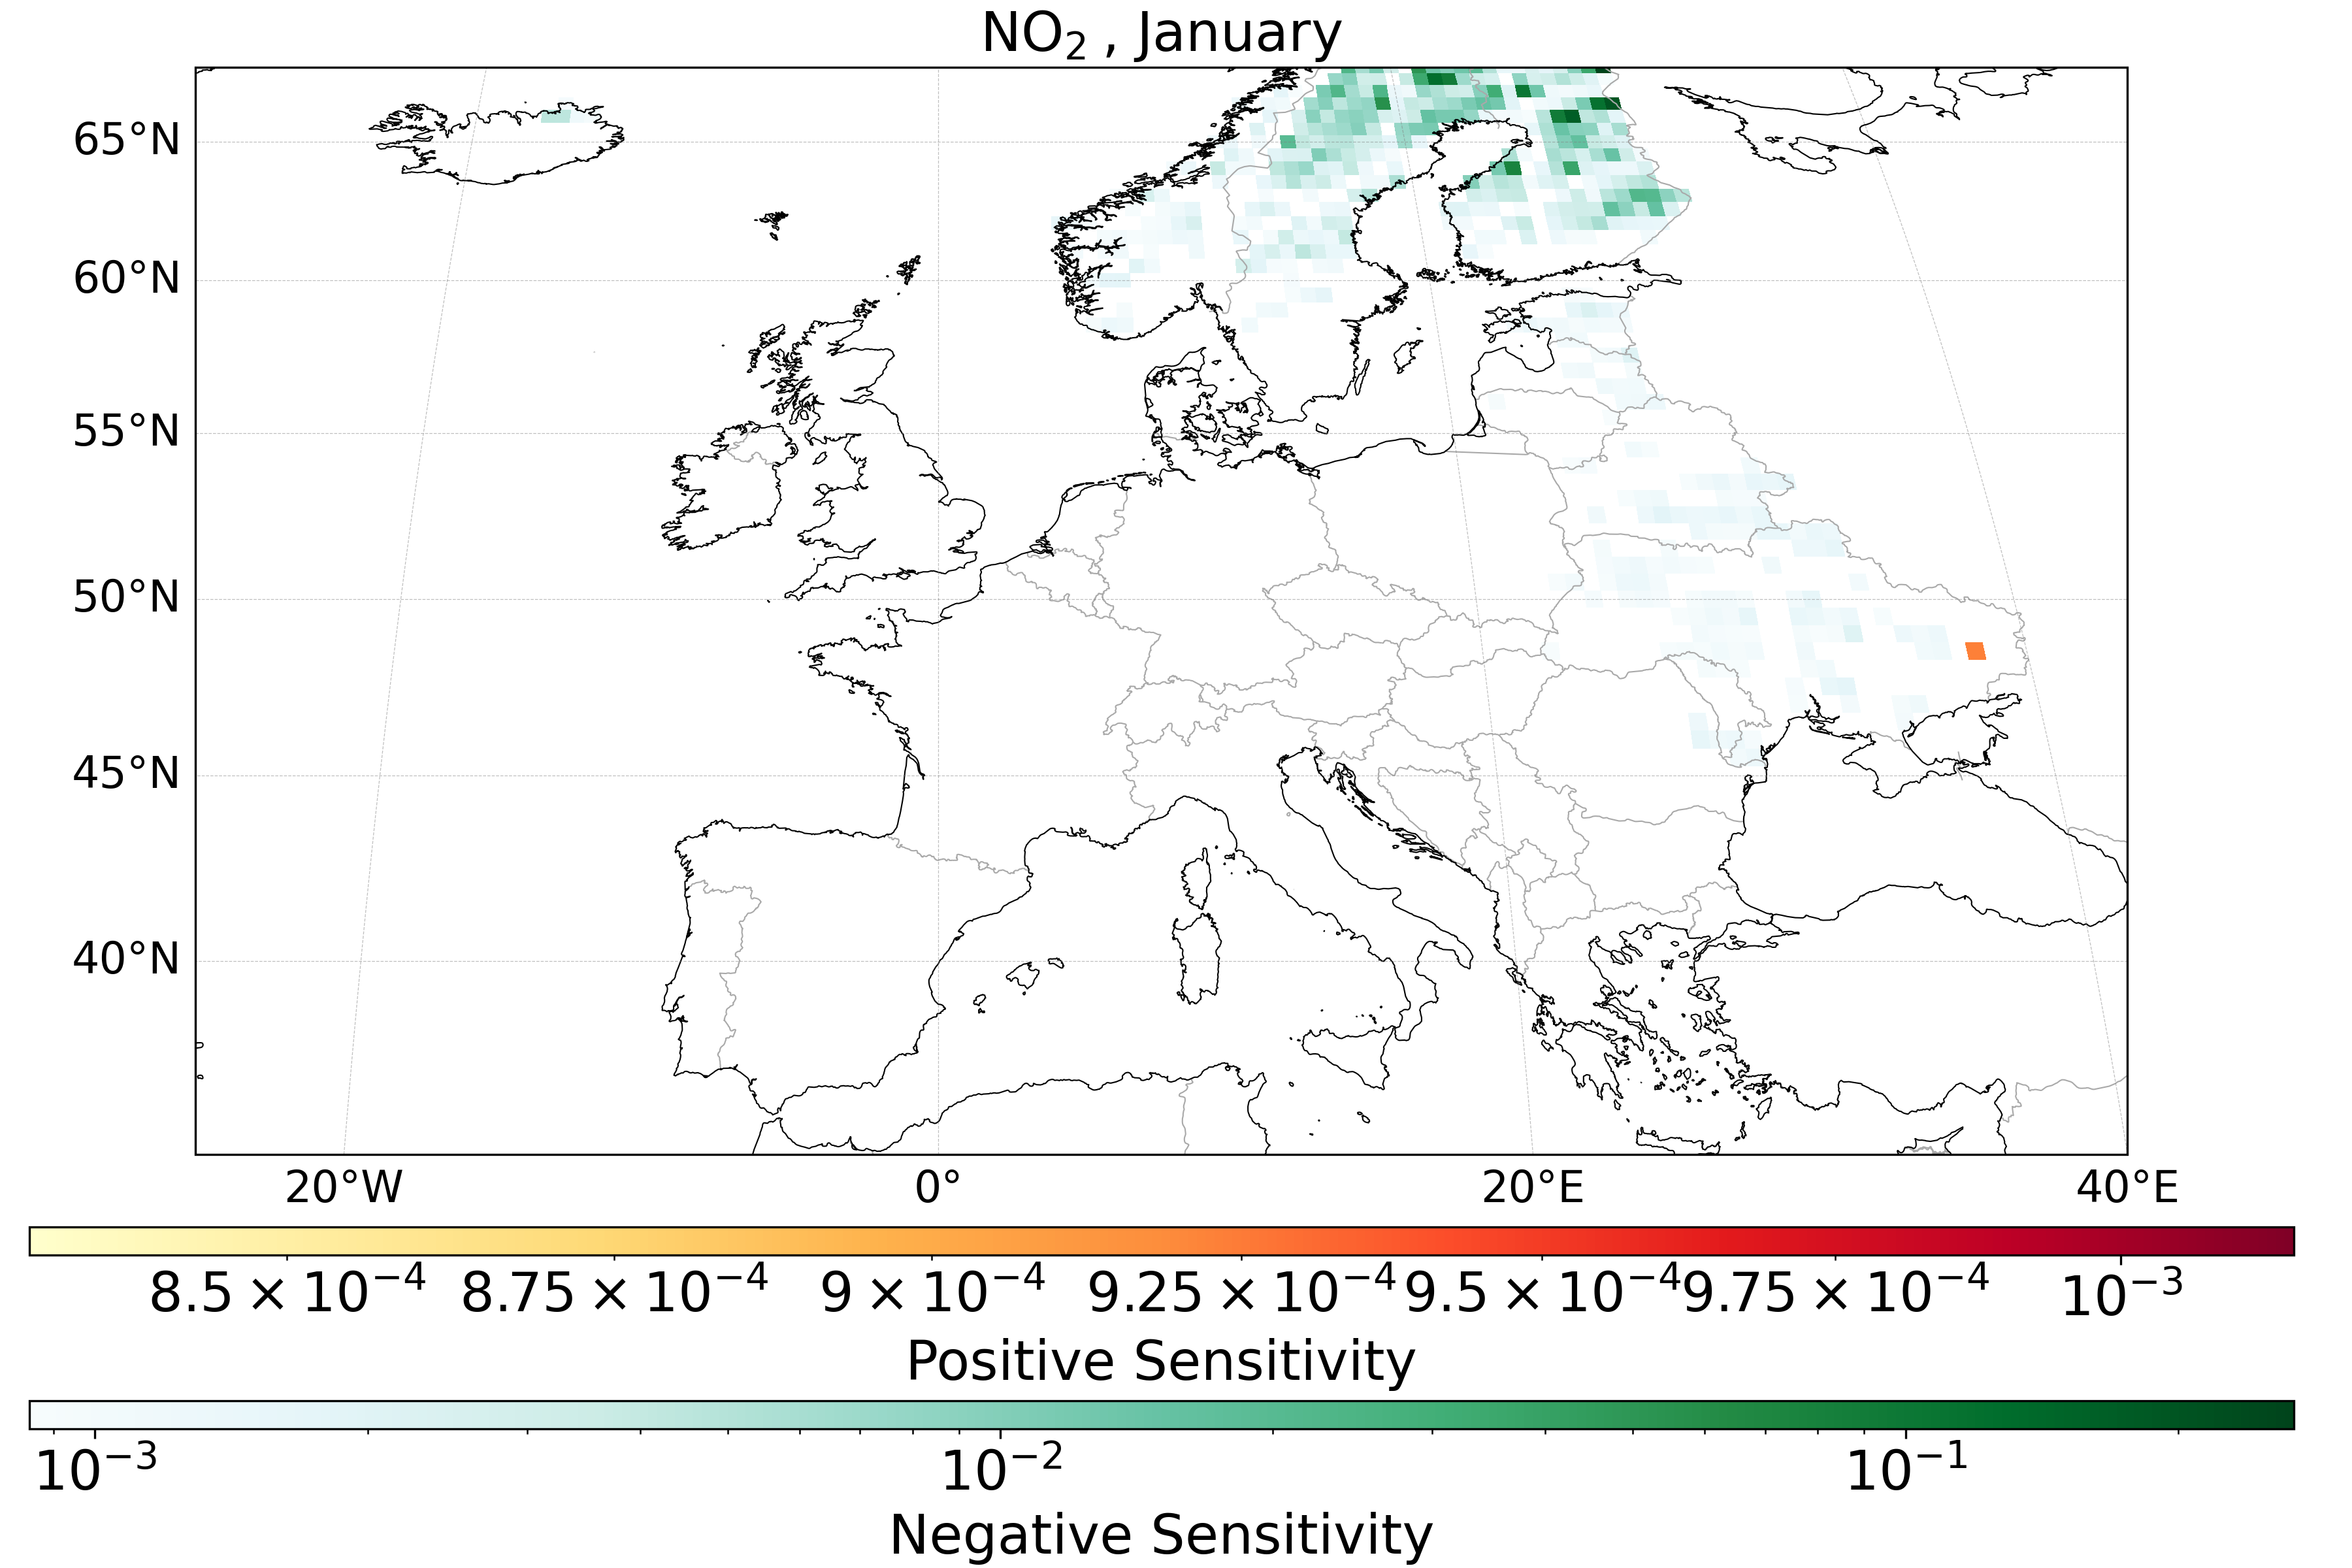 NO₂ , January
65°N
60°N
55°N
50°N
45°N
40°N
20°W 0° 20°E 40°E
8.5 × 10⁻⁴ 8.75 × 10⁻⁴ 9 × 10⁻⁴ 9.25 × 10⁻⁴ 9.5 × 10⁻⁴ 9.75 × 10⁻⁴ 10⁻³
Positive Sensitivity
10⁻³ 10⁻² 10⁻¹
Negative Sensitivity